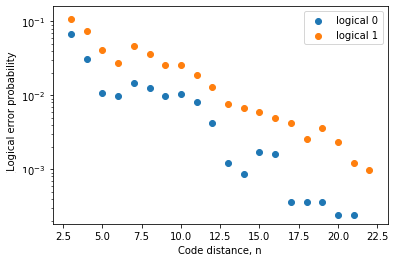 logical 0
logical 1
Logical error probability
10⁻¹
10⁻²
10⁻³
2.5 5.0 7.5 10.0 12.5 15.0 17.5 20.0 22.5
Code distance, n